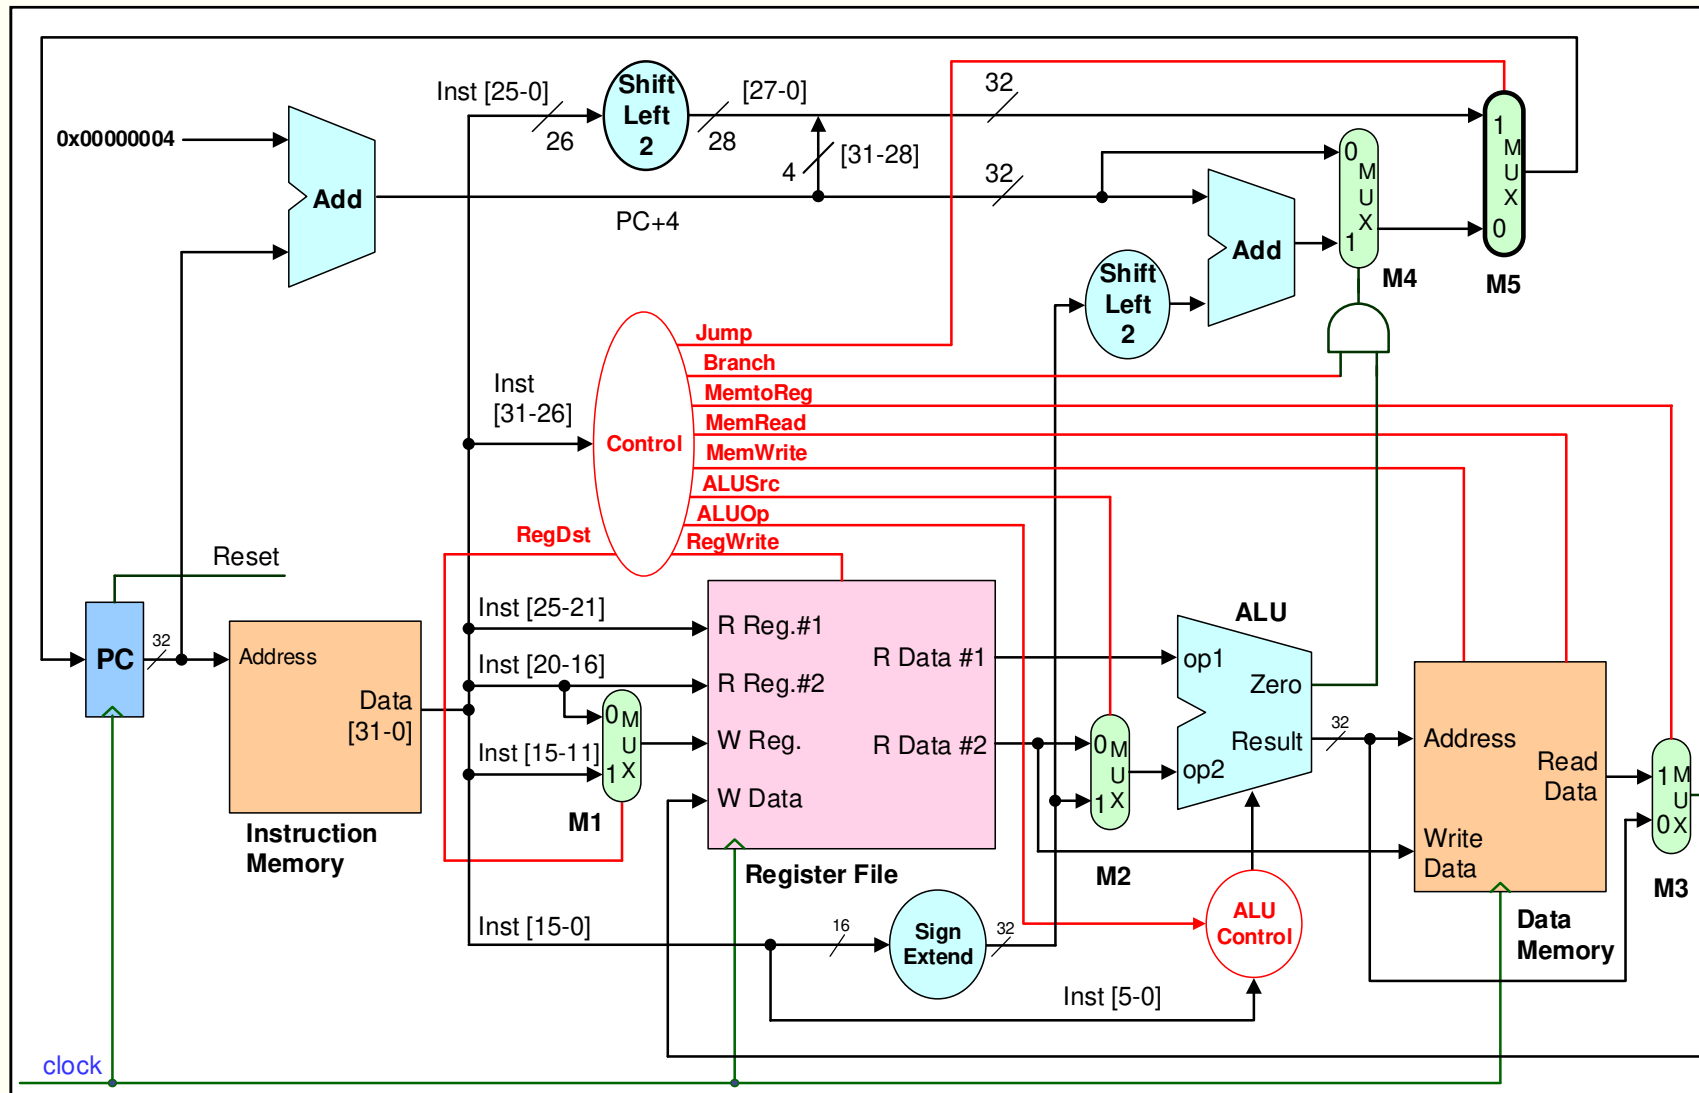 Inst [25-0]
26
Shift
Left
2
[27-0]
28
32
1
M
U
X
0
0x00000004
Add
4
[31-28]
32
PC+4
0
M
U
X
1
Add
M4
M5
Shift
Left
2
Inst
[31-26]
Control
Jump
Branch
MemtoReg
MemRead
MemWrite
ALUSrc
ALUOp
RegDst
RegWrite
Reset
PC
32
Address
Data
[31-0]
Instruction
Memory
Inst [25-21]
Inst [20-16]
Inst [15-11]
0
M
U
1
X
M1
R Reg.#1
R Reg.#2
W Reg.
W Data
R Data #1
R Data #2
Register File
0
M
U
1
X
M2
ALU
op1
Zero
Result
op2
32
Address
Read
Data
Write
Data
Data
Memory
1
M
U
0
X
M3
Inst [15-0]
16
Sign
Extend
32
ALU
Control
Inst [5-0]
clock